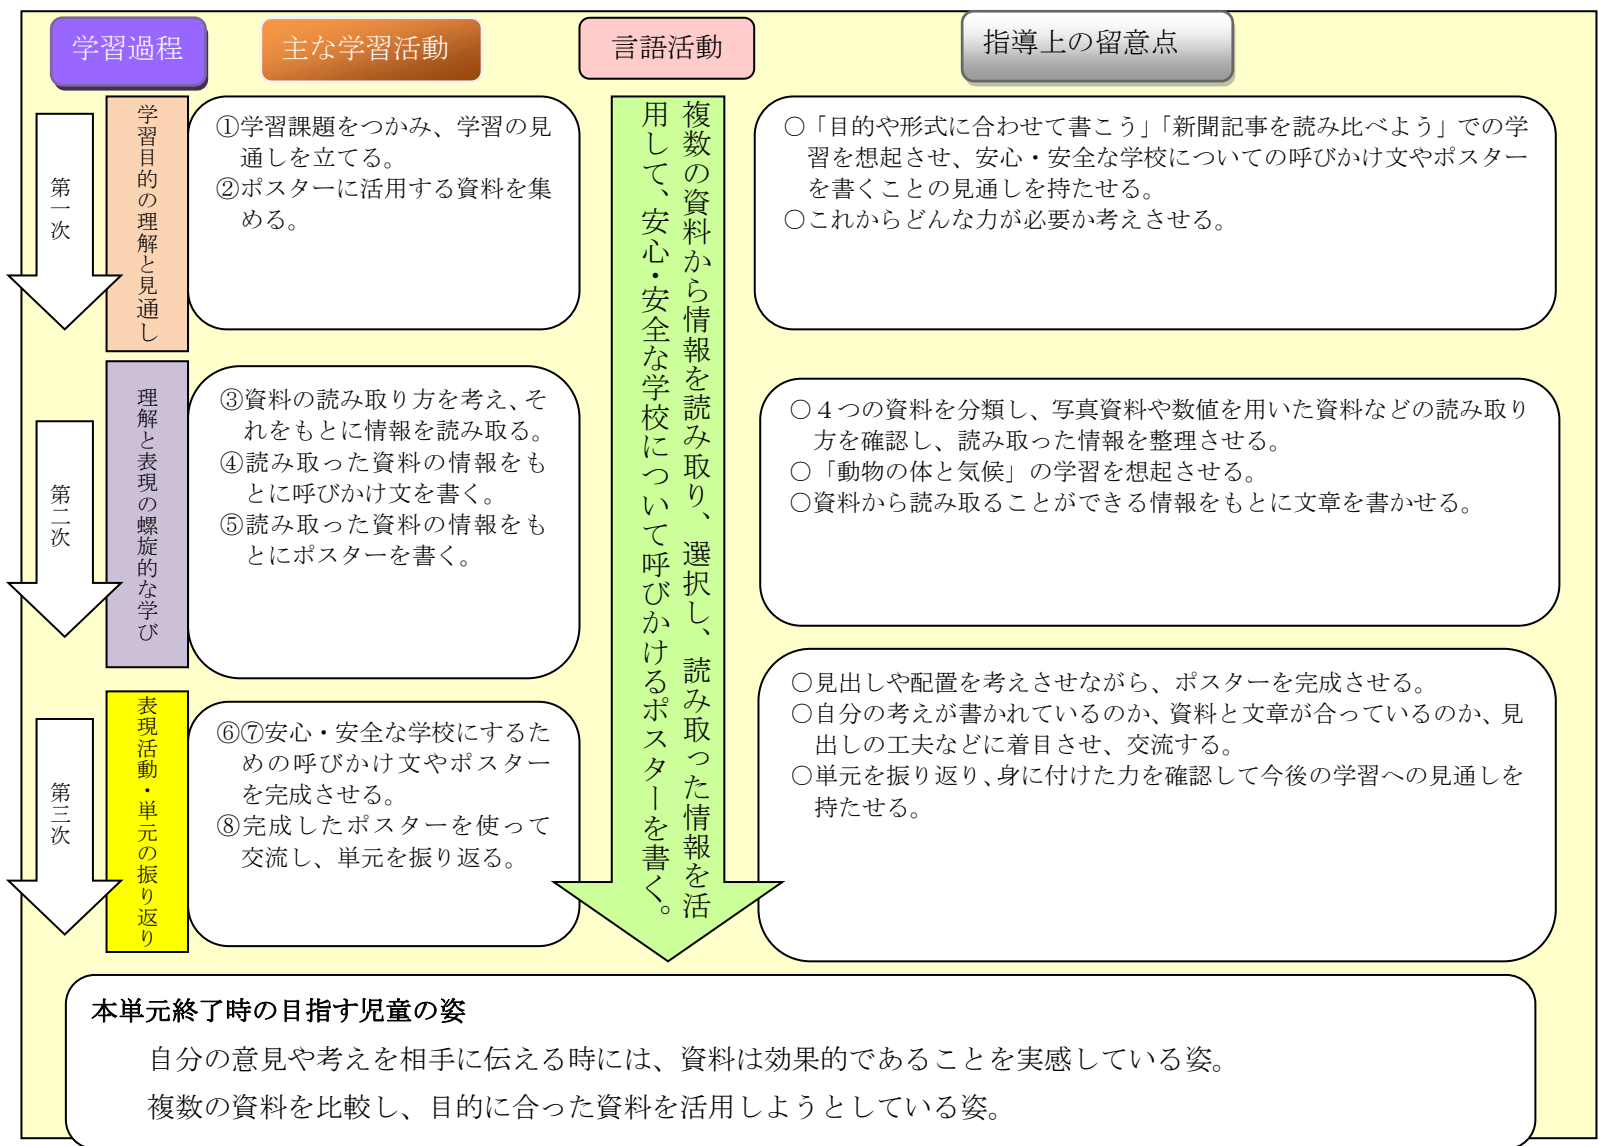 学習過程
主な学習活動
言語活動
指導上の留意点
第一次
学習目的の理解と見通し
①学習課題をつかみ、学習の見
通しを立てる。
②ポスターに活用する資料を集
める。
複数の資料から情報を読み取り、選択し、読み取った情報を活
用して、安心・安全な学校について呼びかけるポスターを書く。
○「目的や形式に合わせて書こう」「新聞記事を読み比べよう」での学
習を想起させ、安心・安全な学校についての呼びかけ文やポスター
を書くことの見通しを持たせる。
○これからどんな力が必要か考えさせる。
第二次
理解と表現の螺旋的な学び
③資料の読み取り方を考え、そ
れをもとに情報を読み取る。
④読み取った資料の情報をも
とに呼びかけ文を書く。
⑤読み取った資料の情報をも
とにポスターを書く。
○４つの資料を分類し、写真資料や数値を用いた資料などの読み取り
方を確認し、読み取った情報を整理させる。
○「動物の体と気候」の学習を想起させる。
○資料から読み取ることができる情報をもとに文章を書かせる。
第三次
表現活動・単元の振り返り
⑥⑦安心・安全な学校にするた
めの呼びかけ文やポスター
を完成させる。
⑧完成したポスターを使って
交流し、単元を振り返る。
○見出しや配置を考えさせながら、ポスターを完成させる。
○自分の考えが書かれているのか、資料と文章が合っているのか、見
出しの工夫などに着目させ、交流する。
○単元を振り返り、身に付けた力を確認して今後の学習への見通しを
持たせる。
本単元終了時の目指す児童の姿
自分の意見や考えを相手に伝える時には、資料は効果的であることを実感している姿。
複数の資料を比較し、目的に合った資料を活用しようとしている姿。